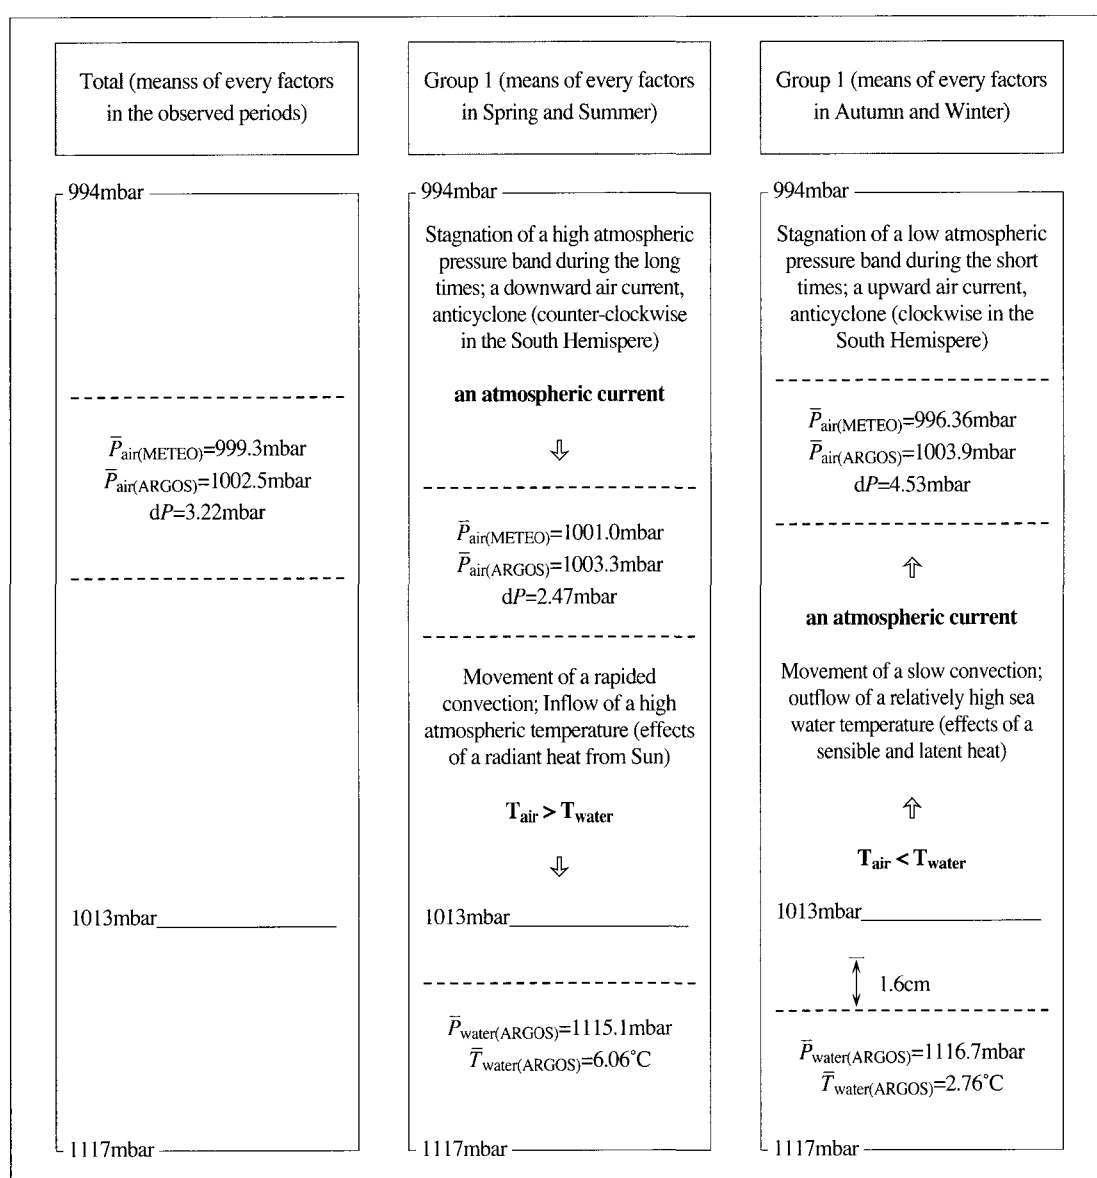 Total (meanss of every factors
in the observed periods)
994mbar
P̅air(METEO)=999.3mbar
P̅air(ARGOS)=1002.5mbar
dP=3.22mbar
1013mbar
1117mbar
Group 1 (means of every factors
in Spring and Summer)
994mbar
Stagnation of a high atmospheric
pressure band during the long
times; a downward air current,
anticyclone (counter-clockwise
in the South Hemispere)
an atmospheric current
⇩
P̅air(METEO)=1001.0mbar
P̅air(ARGOS)=1003.3mbar
dP=2.47mbar
Movement of a rapided
convection; Inflow of a high
atmospheric temperature (effects
of a radiant heat from Sun)
Tair > Twater
⇩
1013mbar
P̅water(ARGOS)=1115.1mbar
T̅water(ARGOS)=6.06°C
1117mbar
Group 1 (means of every factors
in Autumn and Winter)
994mbar
Stagnation of a low atmospheric
pressure band during the short
times; a upward air current,
anticyclone (clockwise in the
South Hemispere)
P̅air(METEO)=996.36mbar
P̅air(ARGOS)=1003.9mbar
dP=4.53mbar
⇧
an atmospheric current
Movement of a slow convection;
outflow of a relatively high sea
water temperature (effects of a
sensible and latent heat)
⇧
Tair < Twater
1013mbar
1.6cm
P̅water(ARGOS)=1116.7mbar
T̅water(ARGOS)=2.76°C
1117mbar